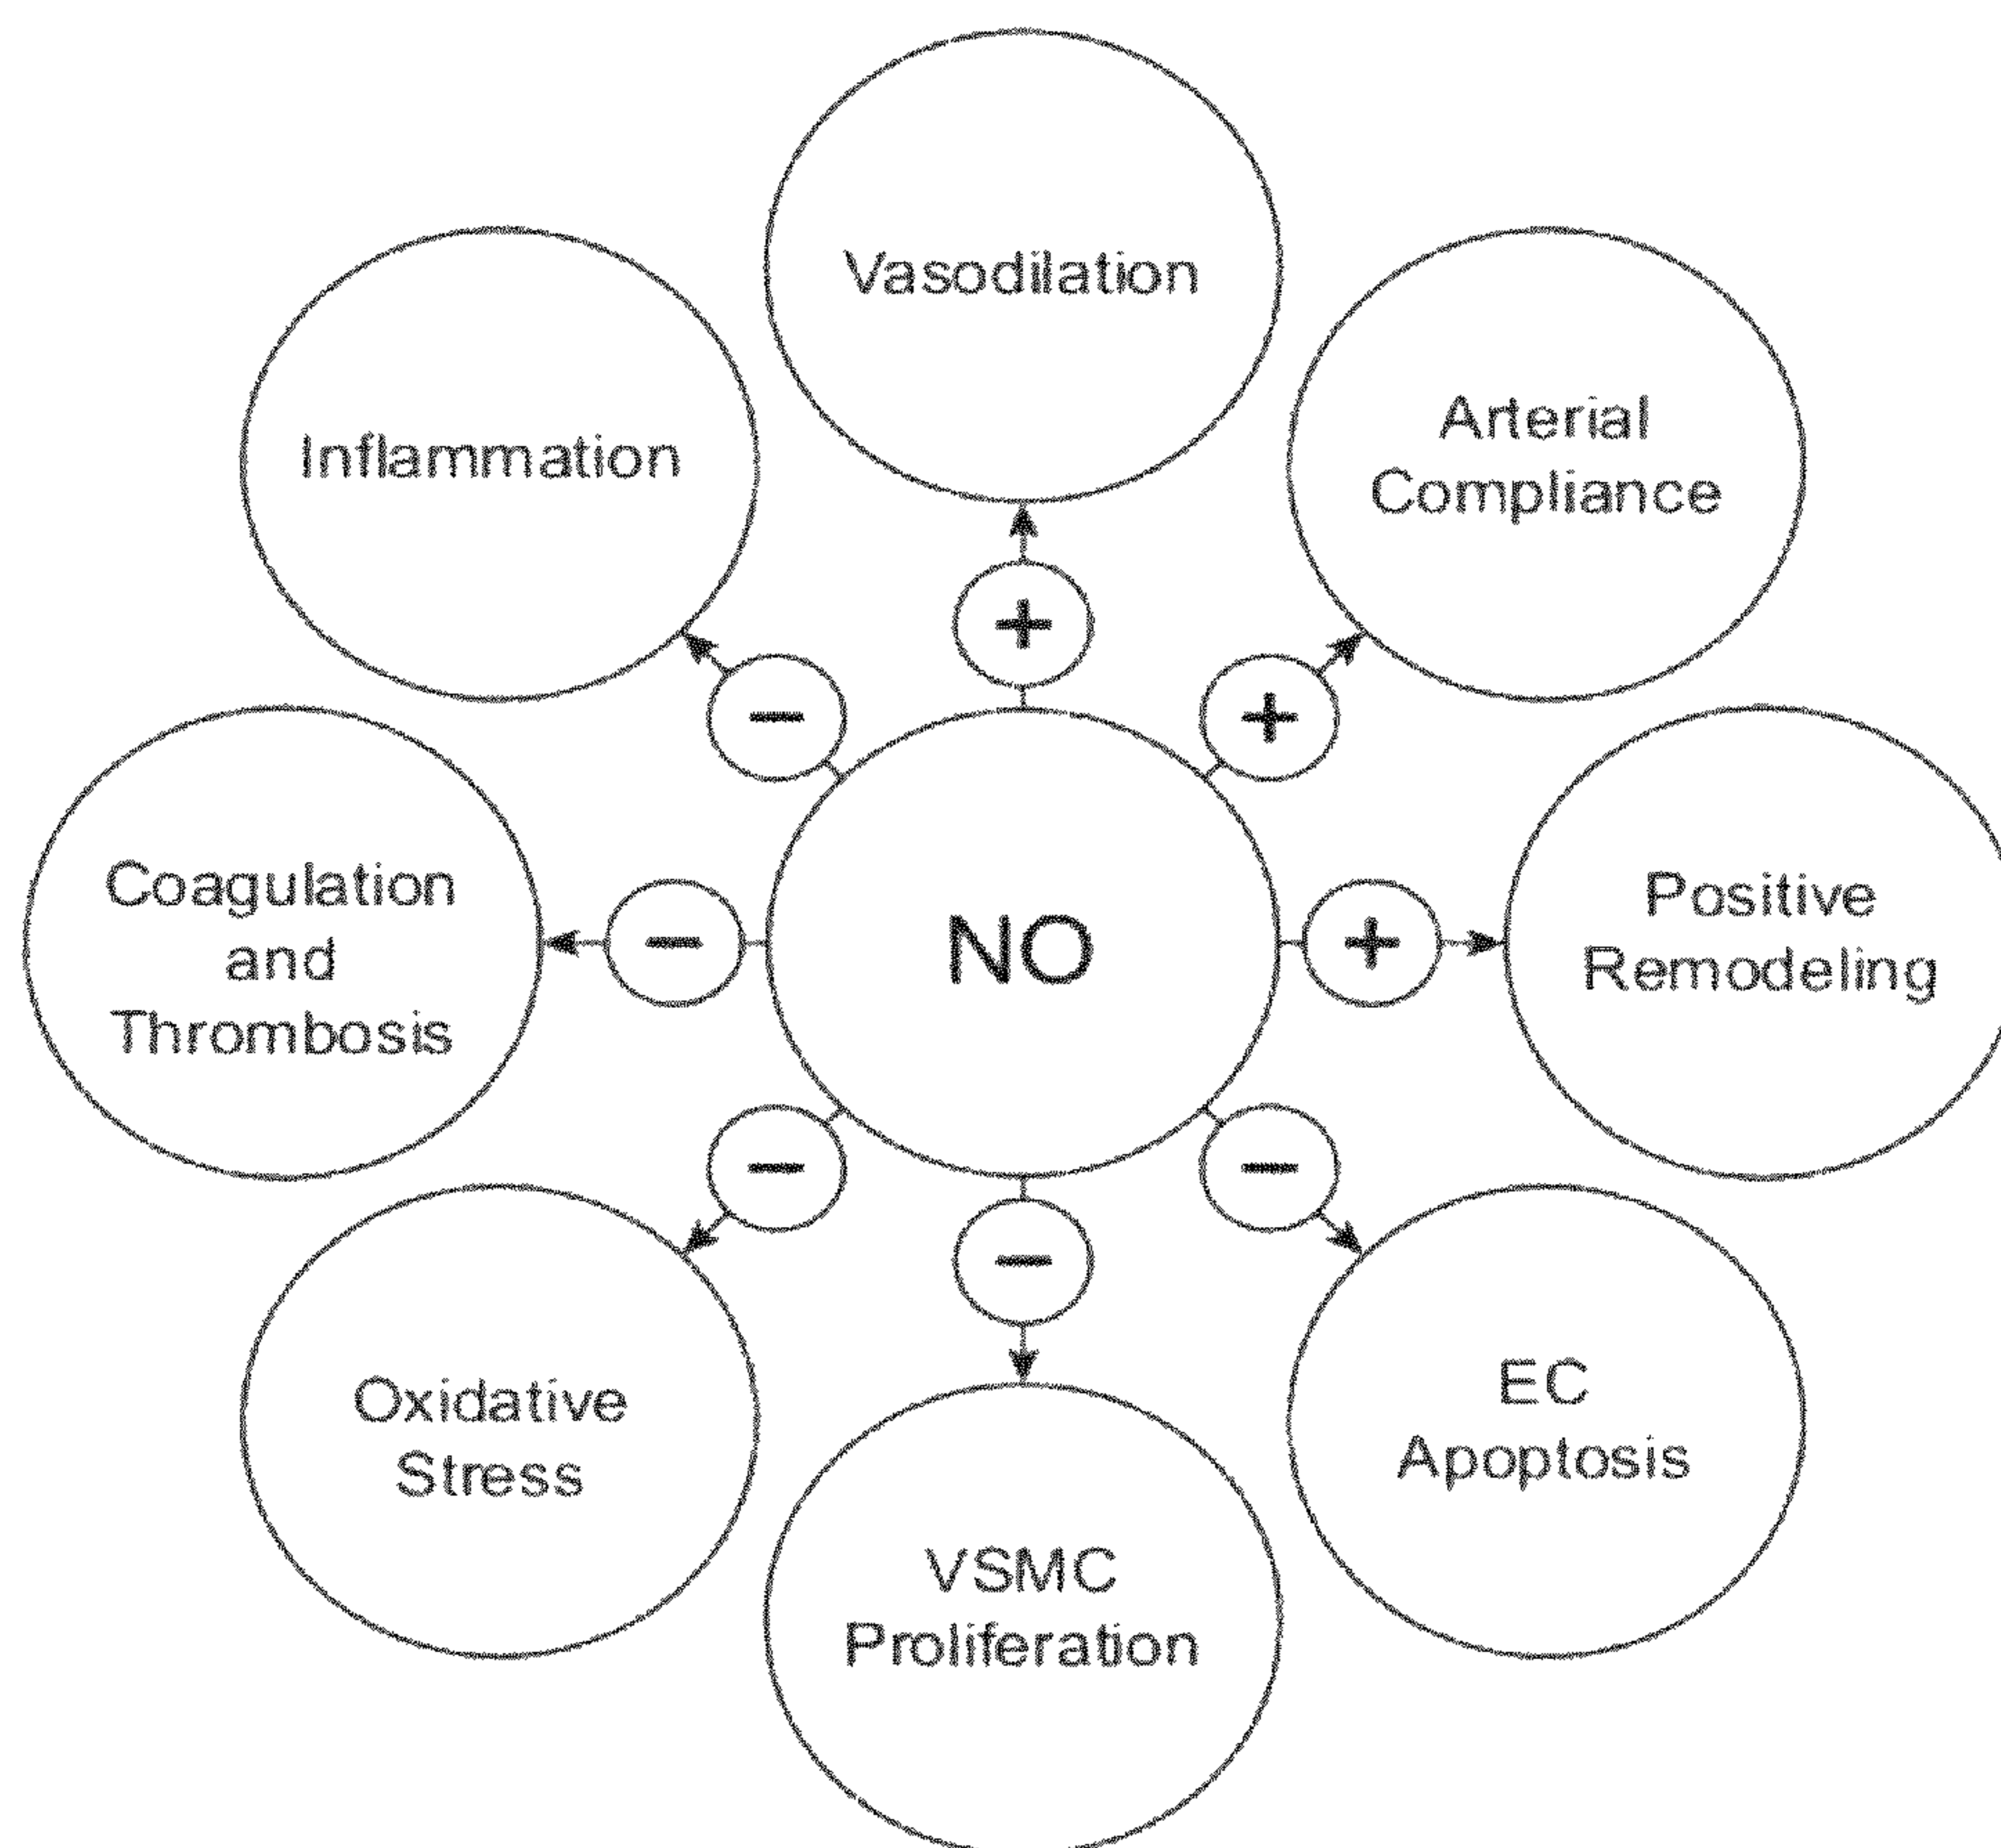 Vasodilation
Arterial
Compliance
Inflammation
+
+
−
Coagulation
and
Thrombosis
−
NO
+
Positive
Remodeling
−
−
−
Oxidative
Stress
EC
Apoptosis
VSMC
Proliferation